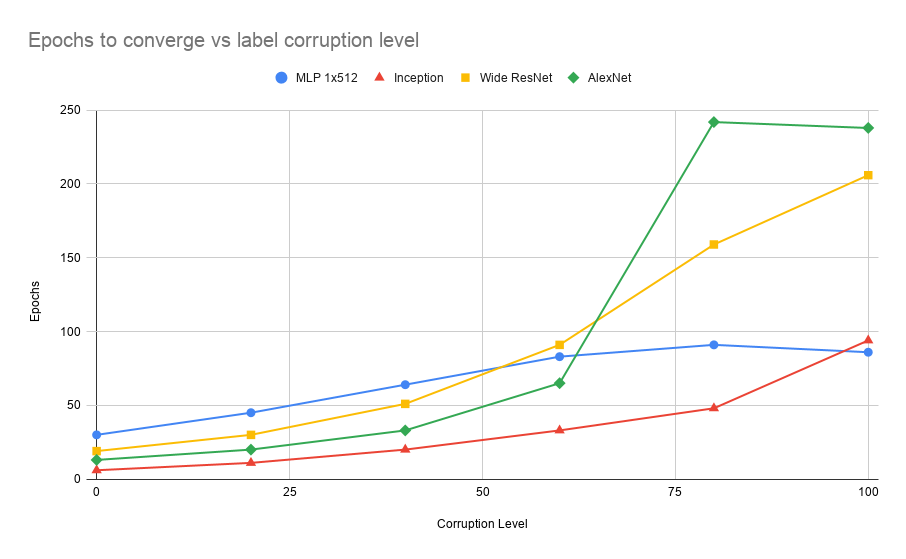 Epochs to converge vs label corruption level
MLP 1x512 Inception Wide ResNet AlexNet
250
200
150
100
50
0
Epochs
0 25 50 75 100
Corruption Level